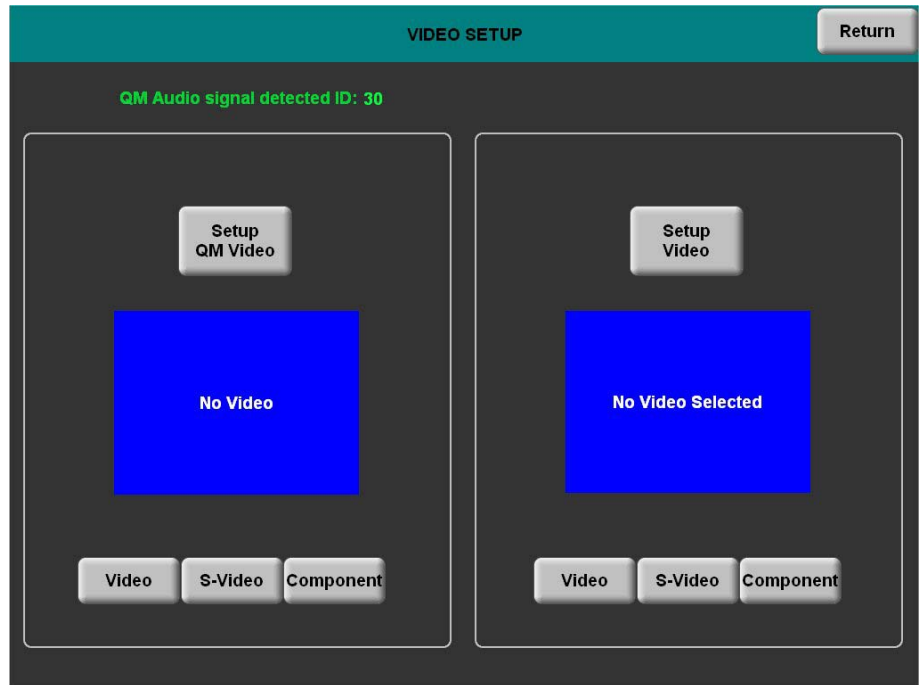 VIDEO SETUP
Return
QM Audio signal detected ID: 30
Setup
QM Video
No Video
Video
S-Video
Component
Setup
Video
No Video Selected
Video
S-Video
Component